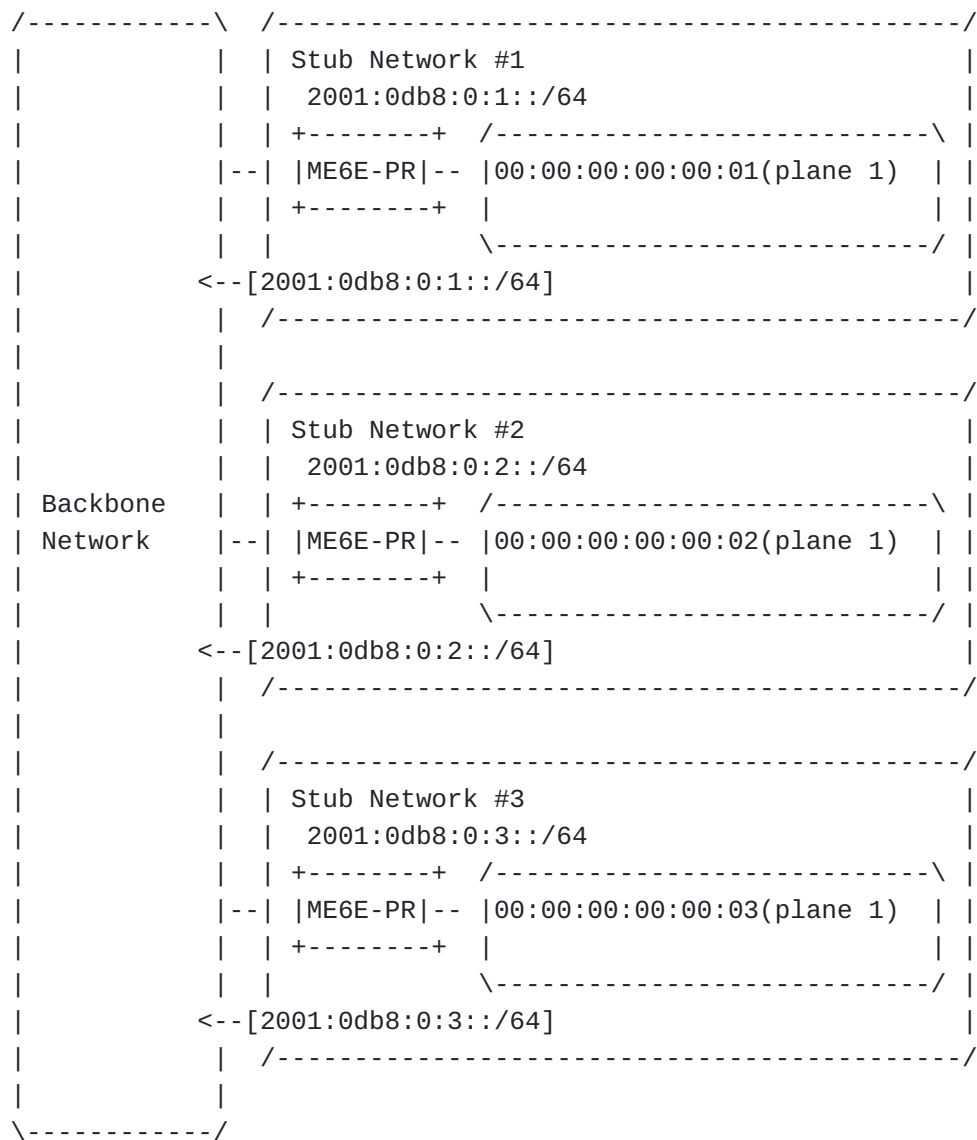 /------------\  /--------------------------------------------/
|            |  | Stub Network #1                            |
|            |  |  2001:0db8:0:1::/64                        |
|            |  | +--------+  /----------------------------\ |
|            |--| |ME6E-PR|-- |00:00:00:00:00:01(plane 1)  | |
|            |  | +--------+  |                            | |
|            |  |             \----------------------------/ |
|           <--[2001:0db8:0:1::/64]                          |
|            |  /--------------------------------------------/
|            |
|            |  /--------------------------------------------/
|            |  | Stub Network #2                            |
|            |  |  2001:0db8:0:2::/64                        |
| Backbone   |  | +--------+  /----------------------------\ |
| Network    |--| |ME6E-PR|-- |00:00:00:00:00:02(plane 1)  | |
|            |  | +--------+  |                            | |
|            |  |             \----------------------------/ |
|           <--[2001:0db8:0:2::/64]                          |
|            |  /--------------------------------------------/
|            |
|            |  /--------------------------------------------/
|            |  | Stub Network #3                            |
|            |  |  2001:0db8:0:3::/64                        |
|            |  | +--------+  /----------------------------\ |
|            |--| |ME6E-PR|-- |00:00:00:00:00:03(plane 1)  | |
|            |  | +--------+  |                            | |
|            |  |             \----------------------------/ |
|           <--[2001:0db8:0:3::/64]                          |
|            |  /--------------------------------------------/
|            |
\------------/